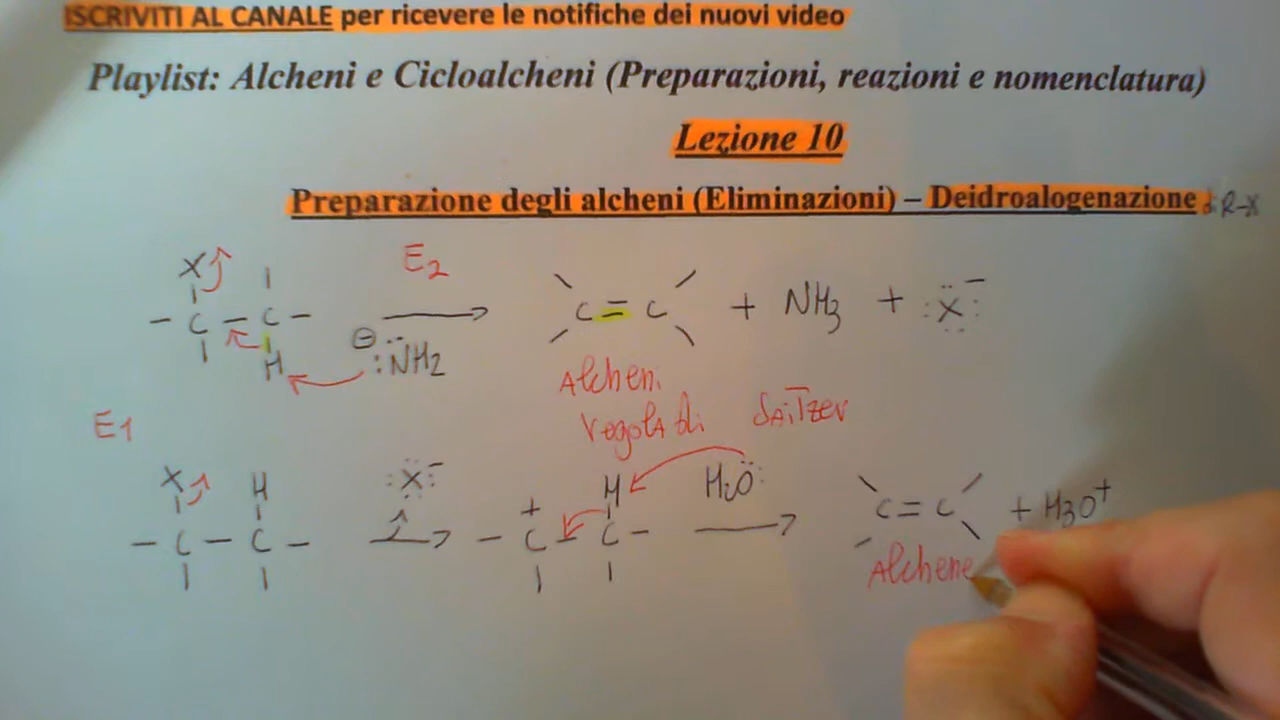 ISCRIVITI AL CANALE per ricevere le notifiche dei nuovi video
Playlist: Alcheni e Cicloalcheni (Preparazioni, reazioni e nomenclatura)
Lezione 10
Preparazione degli alcheni (Eliminazioni) – Deidroalogenazione di R-X
X E2
- C - C - ⊖:NH2 C = C + NH3 + :X:⁻
H
Alcheni
Regola di Saitzev
E1
X H :X:⁻ H H2O
- C - C - + C - C - C = C + H3O⁺
Alchene